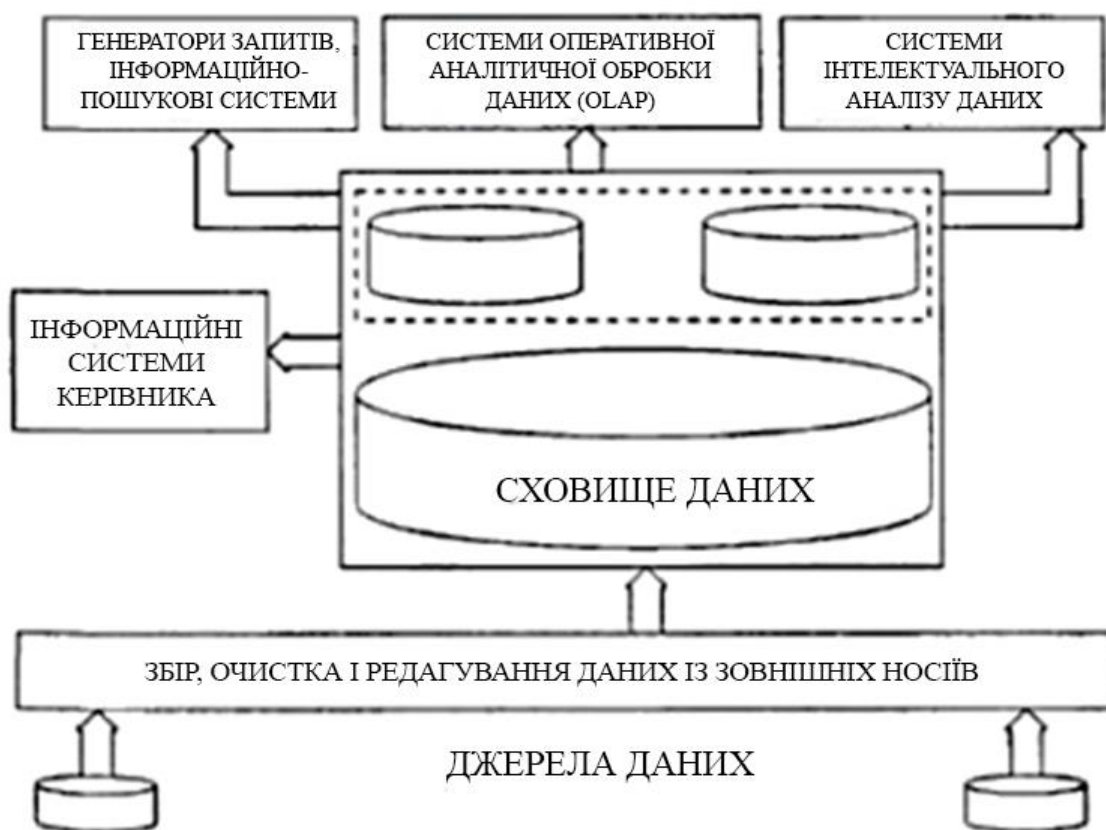 ГЕНЕРАТОРИ ЗАПИТІВ,
ІНФОРМАЦІЙНО-
ПОШУКОВІ СИСТЕМИ
СИСТЕМИ ОПЕРАТИВНОЇ
АНАЛІТИЧНОЇ ОБРОБКИ
ДАНИХ (OLAP)
СИСТЕМИ
ІНТЕЛЕКТУАЛЬНОГО
АНАЛІЗУ ДАНИХ
ІНФОРМАЦІЙНІ
СИСТЕМИ
КЕРІВНИКА
СХОВИЩЕ ДАНИХ
ЗБІР, ОЧИСТКА І РЕДАГУВАННЯ ДАНИХ ІЗ ЗОВНІШНІХ НОСІЇВ
ДЖЕРЕЛА ДАНИХ